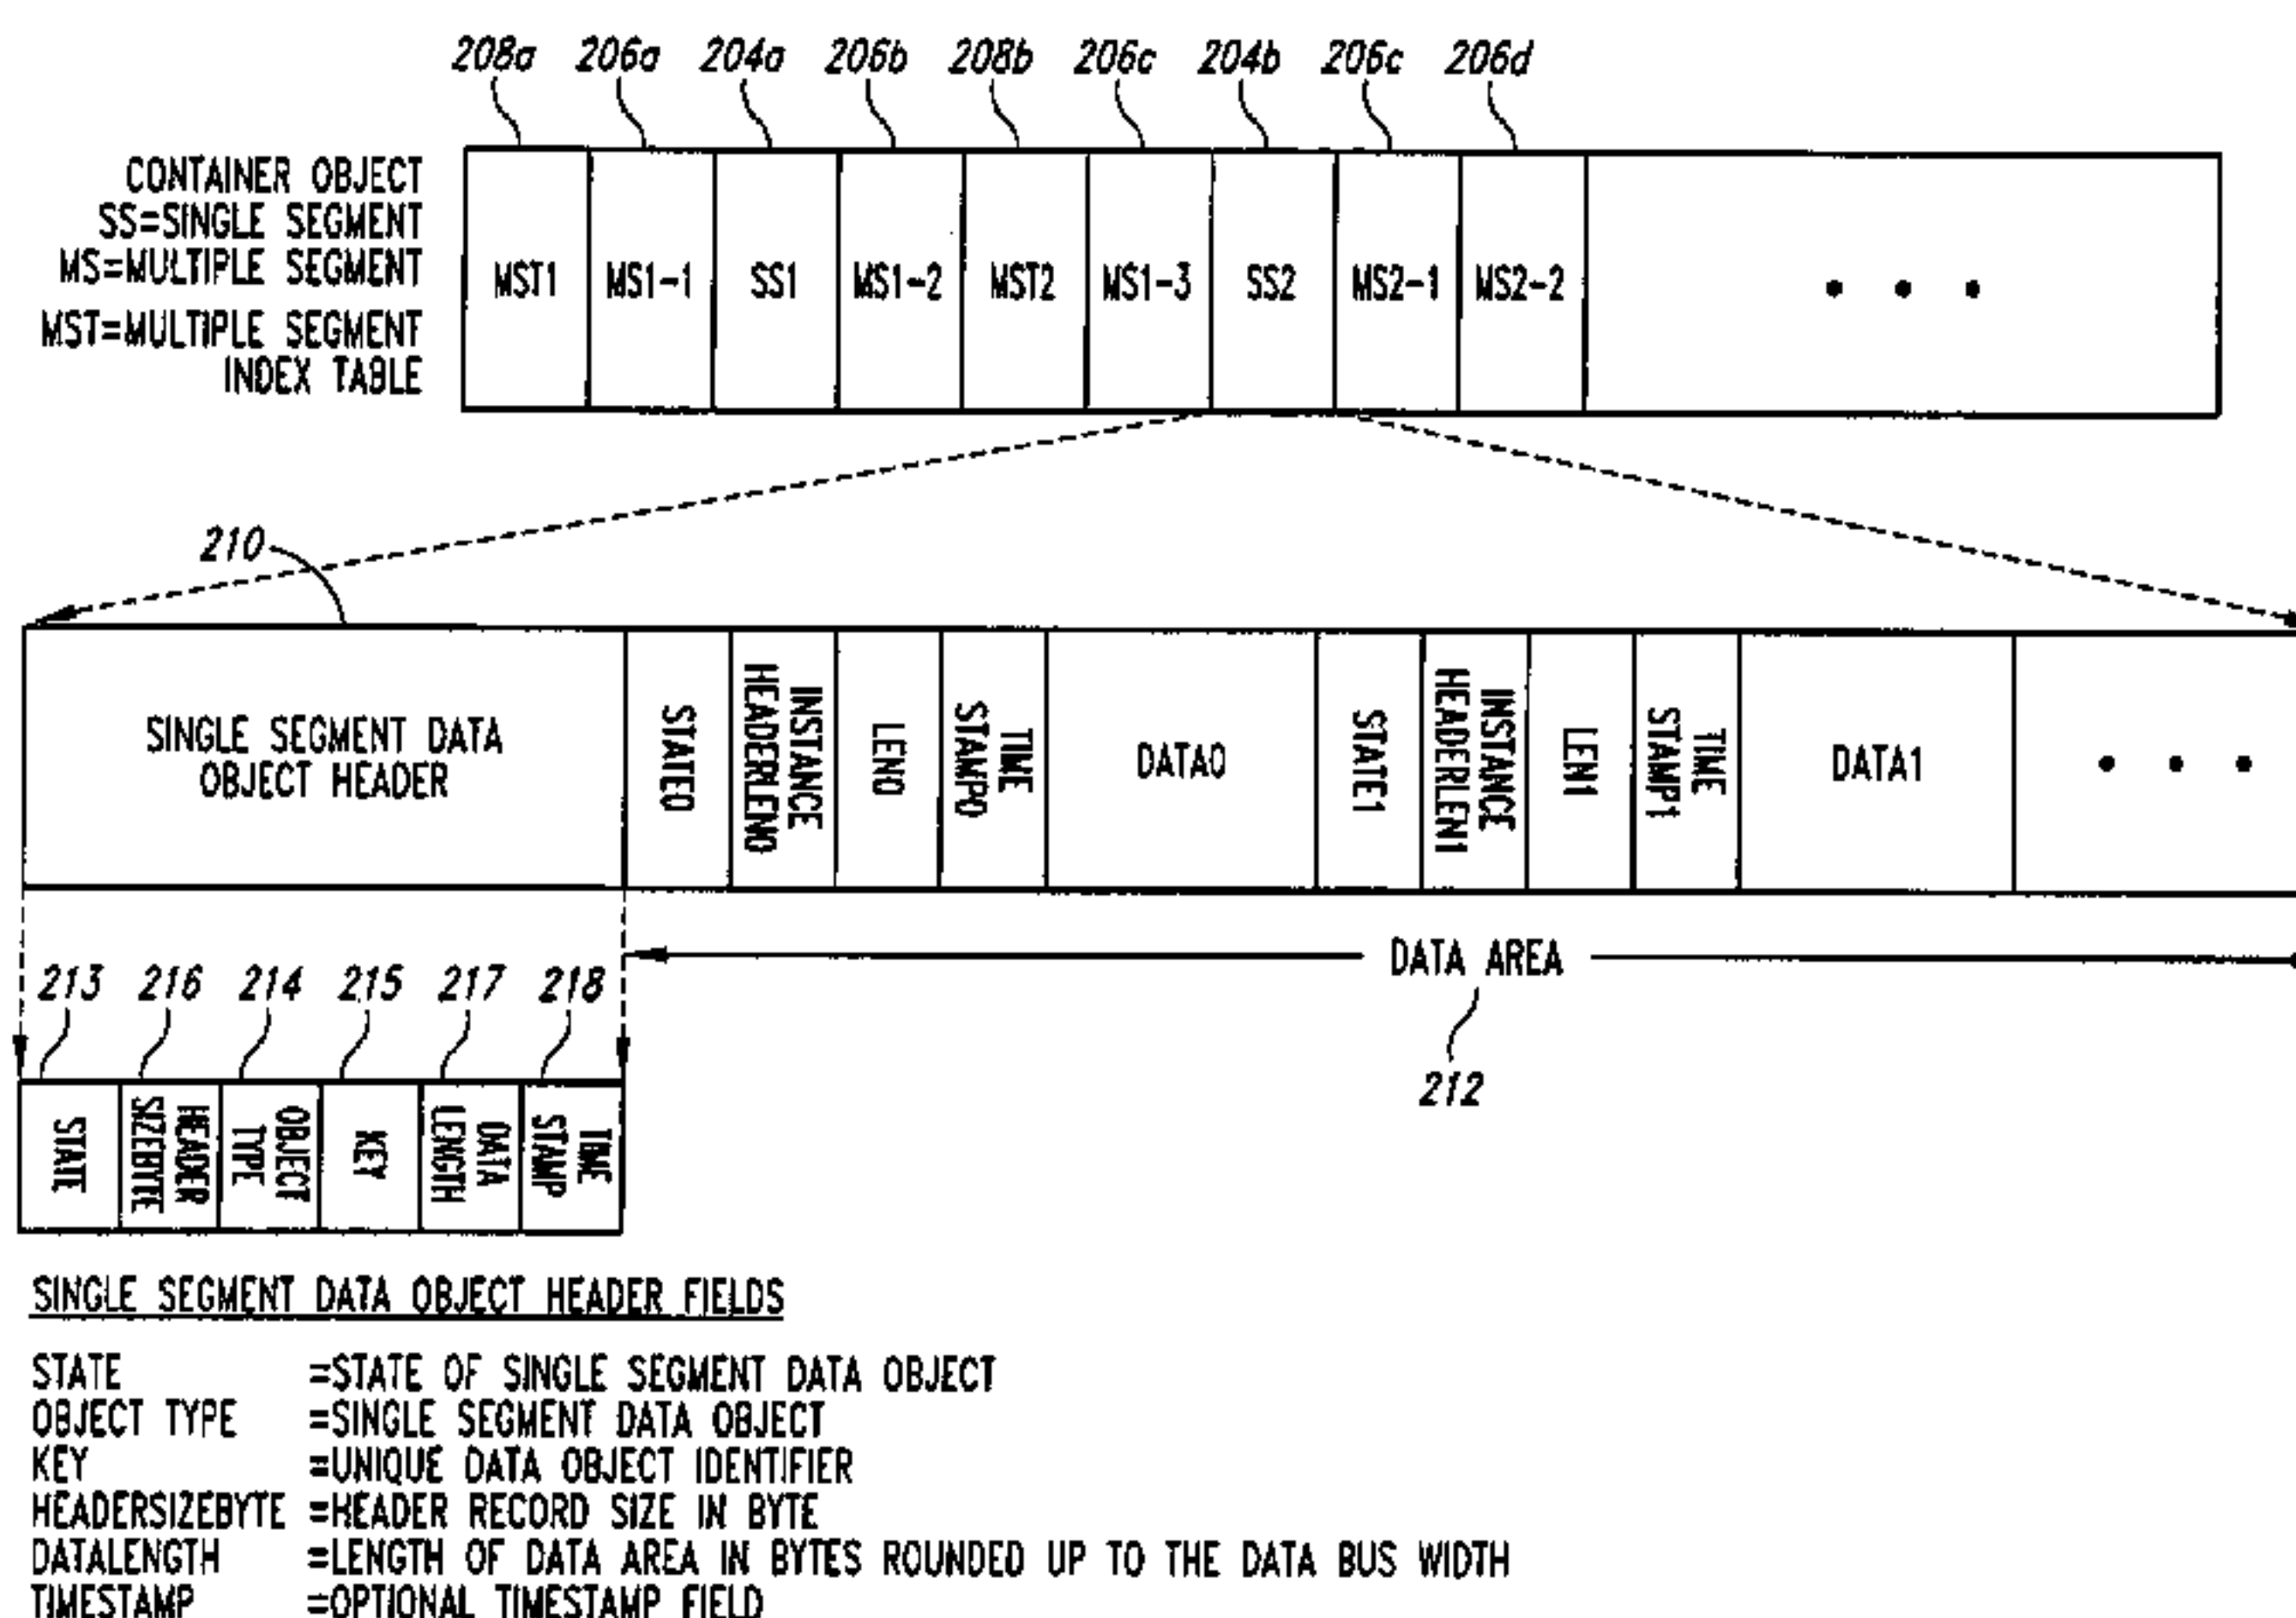 208a 206a 204a 206b 208b 206c 204b 206c 206d
CONTAINER OBJECT
SS=SINGLE SEGMENT
MS=MULTIPLE SEGMENT
MST=MULTIPLE SEGMENT
INDEX TABLE
MST1 MS1-1 SS1 MS1-2 MST2 MS1-3 SS2 MS2-1 MS2-2 • • •
210
SINGLE SEGMENT DATA
OBJECT HEADER
STATE0
INSTANCE
HEADERLEN0
LEN0
TIME
STAMP0
DATA0
STATE1
INSTANCE
HEADERLEN1
LEN1
TIME
STAMP1
DATA1
• • •
DATA AREA
212
213 216 214 215 217 218
STATE
HEADER
SIZEBYTE
OBJECT
TYPE
KEY
DATA
LENGTH
TIME
STAMP
SINGLE SEGMENT DATA OBJECT HEADER FIELDS
STATE =STATE OF SINGLE SEGMENT DATA OBJECT
OBJECT TYPE =SINGLE SEGMENT DATA OBJECT
KEY =UNIQUE DATA OBJECT IDENTIFIER
HEADERSIZEBYTE =HEADER RECORD SIZE IN BYTE
DATALENGTH =LENGTH OF DATA AREA IN BYTES ROUNDED UP TO THE DATA BUS WIDTH
TIMESTAMP =OPTIONAL TIMESTAMP FIELD